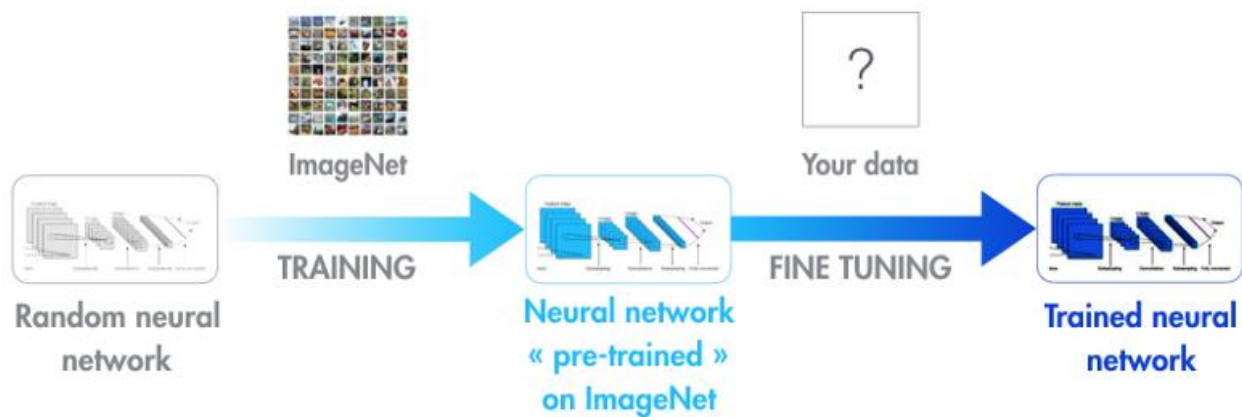 ?
ImageNet
Your data
TRAINING
FINE TUNING
Random neural
network
Neural network
« pre-trained »
on ImageNet
Trained neural
network